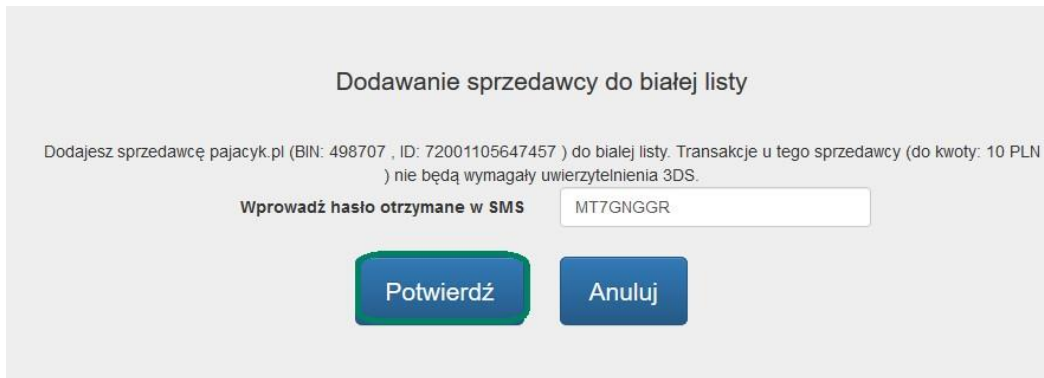 Dodawanie sprzedawcy do białej listy
Dodajesz sprzedawcę pajacyk.pl (BIN: 498707 , ID: 72001105647457 ) do bialej listy. Transakcje u tego sprzedawcy (do kwoty: 10 PLN
) nie będą wymagały uwierzytelnienia 3DS.
Wprowadź hasło otrzymane w SMS MT7GNGGR
Potwierdź Anuluj